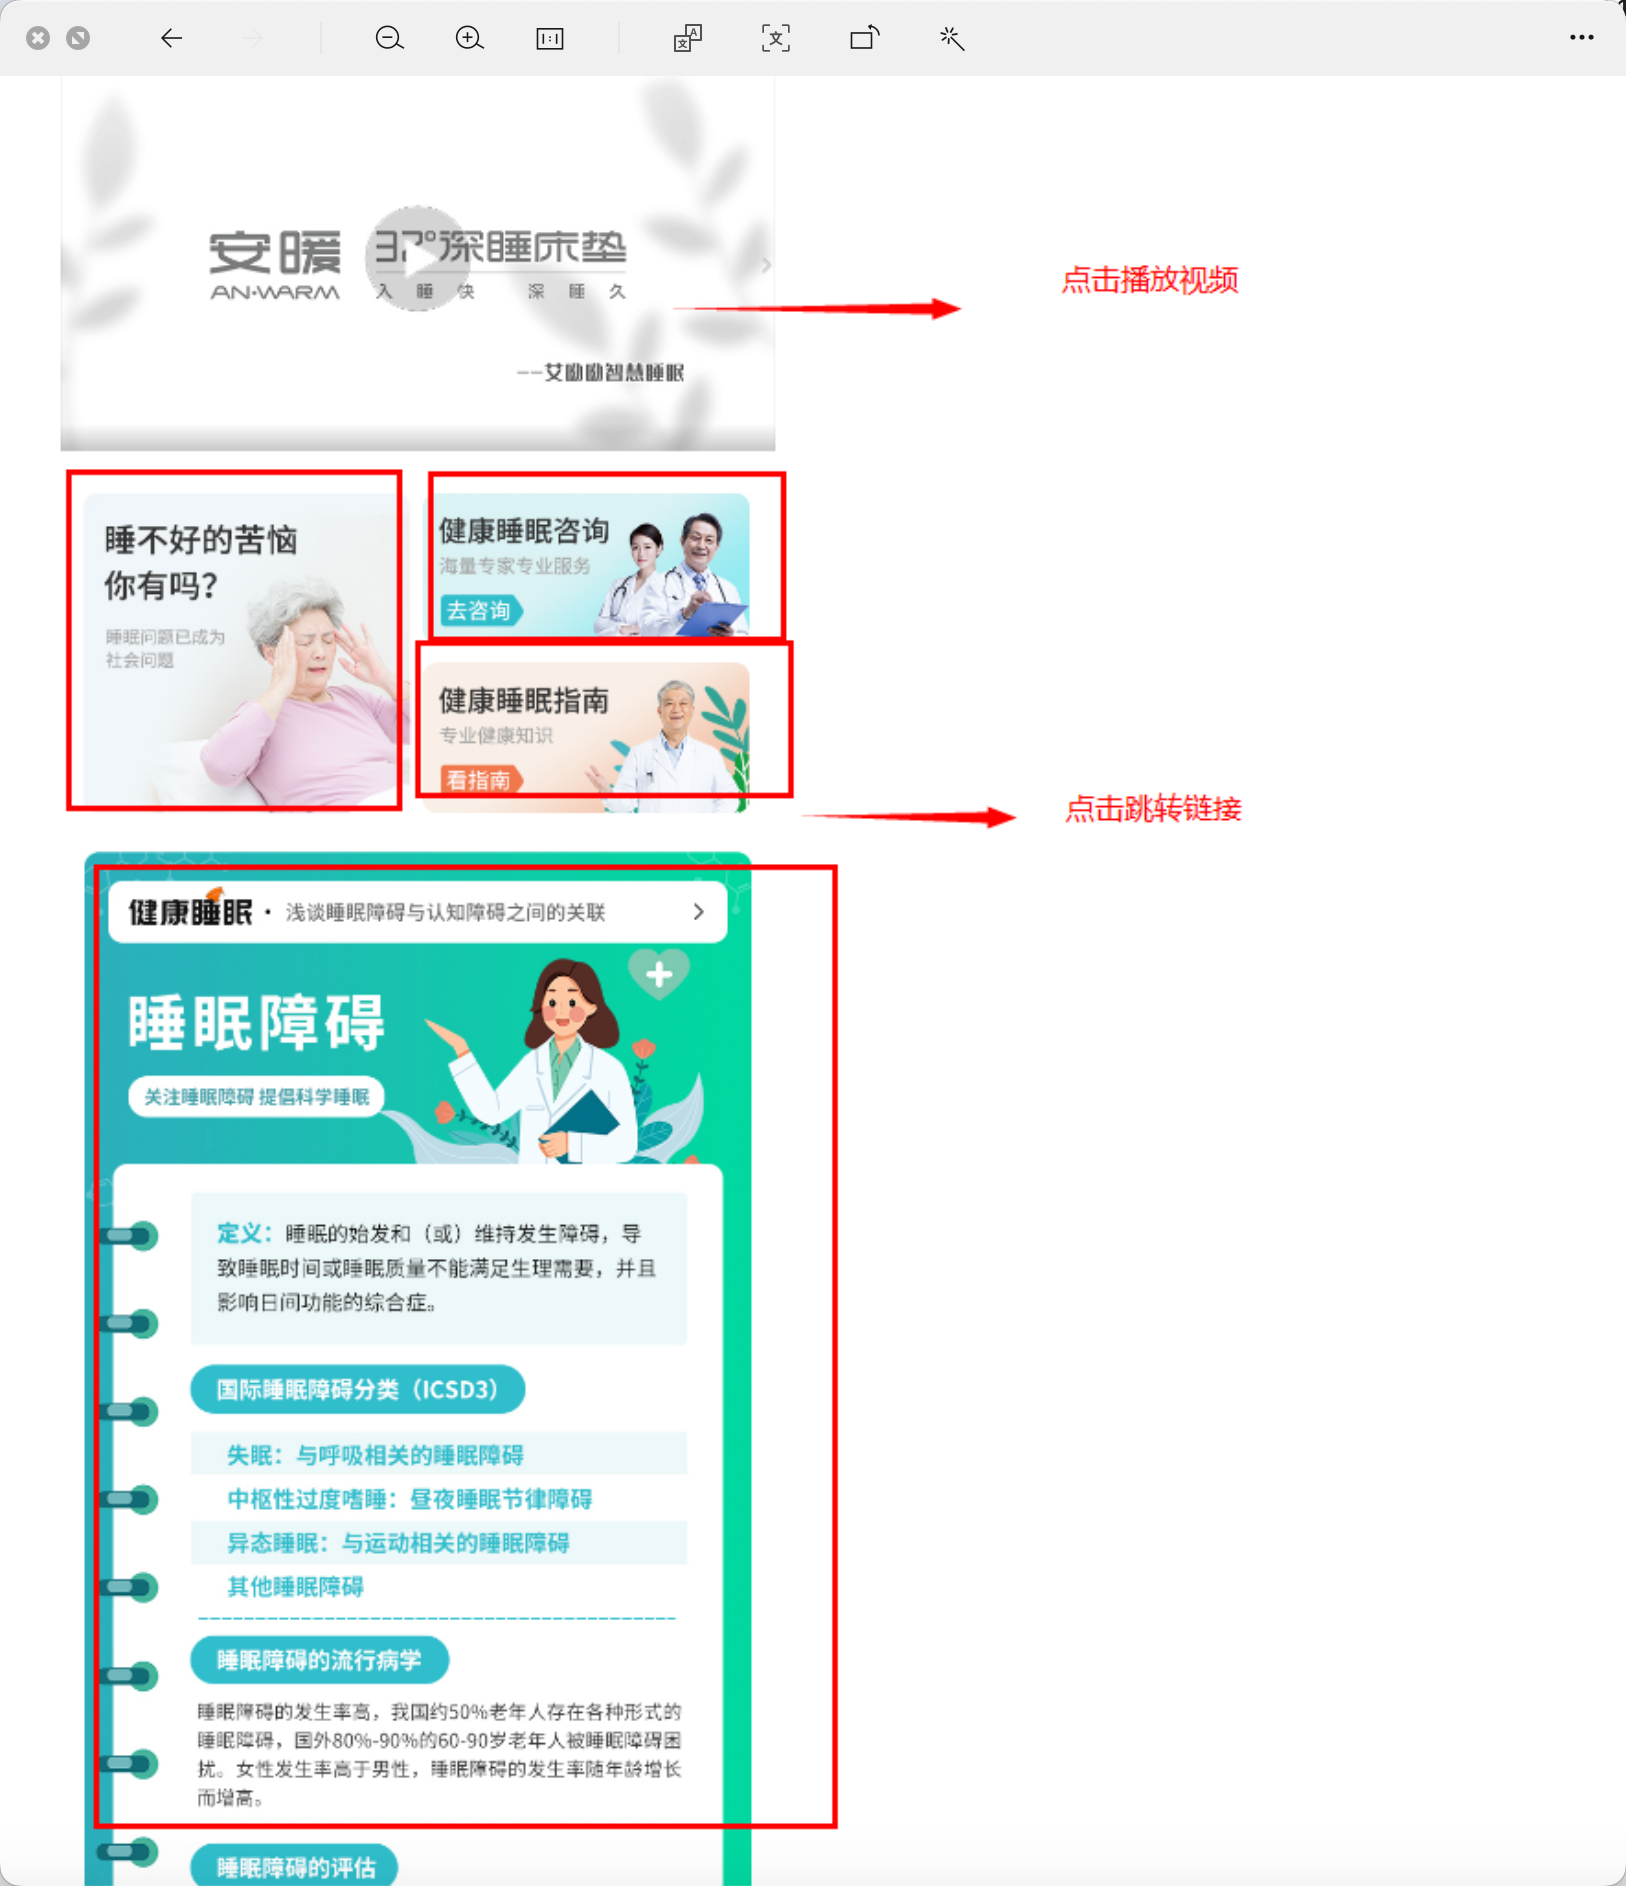 安暖 37°深睡床垫
AN·WARM 入睡快 深睡久
——艾呦呦智慧睡眠
点击播放视频
睡不好的苦恼
你有吗？
睡眠问题已成为
社会问题
健康睡眠咨询
海量专家专业服务
去咨询
健康睡眠指南
专业健康知识
看指南
点击跳转链接
健康睡眠 · 浅谈睡眠障碍与认知障碍之间的关联
睡眠障碍
关注睡眠障碍 提倡科学睡眠
定义：睡眠的始发和（或）维持发生障碍，导
致睡眠时间或睡眠质量不能满足生理需要，并且
影响日间功能的综合症。
国际睡眠障碍分类（ICSD3）
失眠：与呼吸相关的睡眠障碍
中枢性过度嗜睡：昼夜睡眠节律障碍
异态睡眠：与运动相关的睡眠障碍
其他睡眠障碍
睡眠障碍的流行病学
睡眠障碍的发生率高，我国约50%老年人存在各种形式的
睡眠障碍，国外80%-90%的60-90岁老年人被睡眠障碍困
扰。女性发生率高于男性，睡眠障碍的发生率随年龄增长
而增高。
睡眠障碍的评估